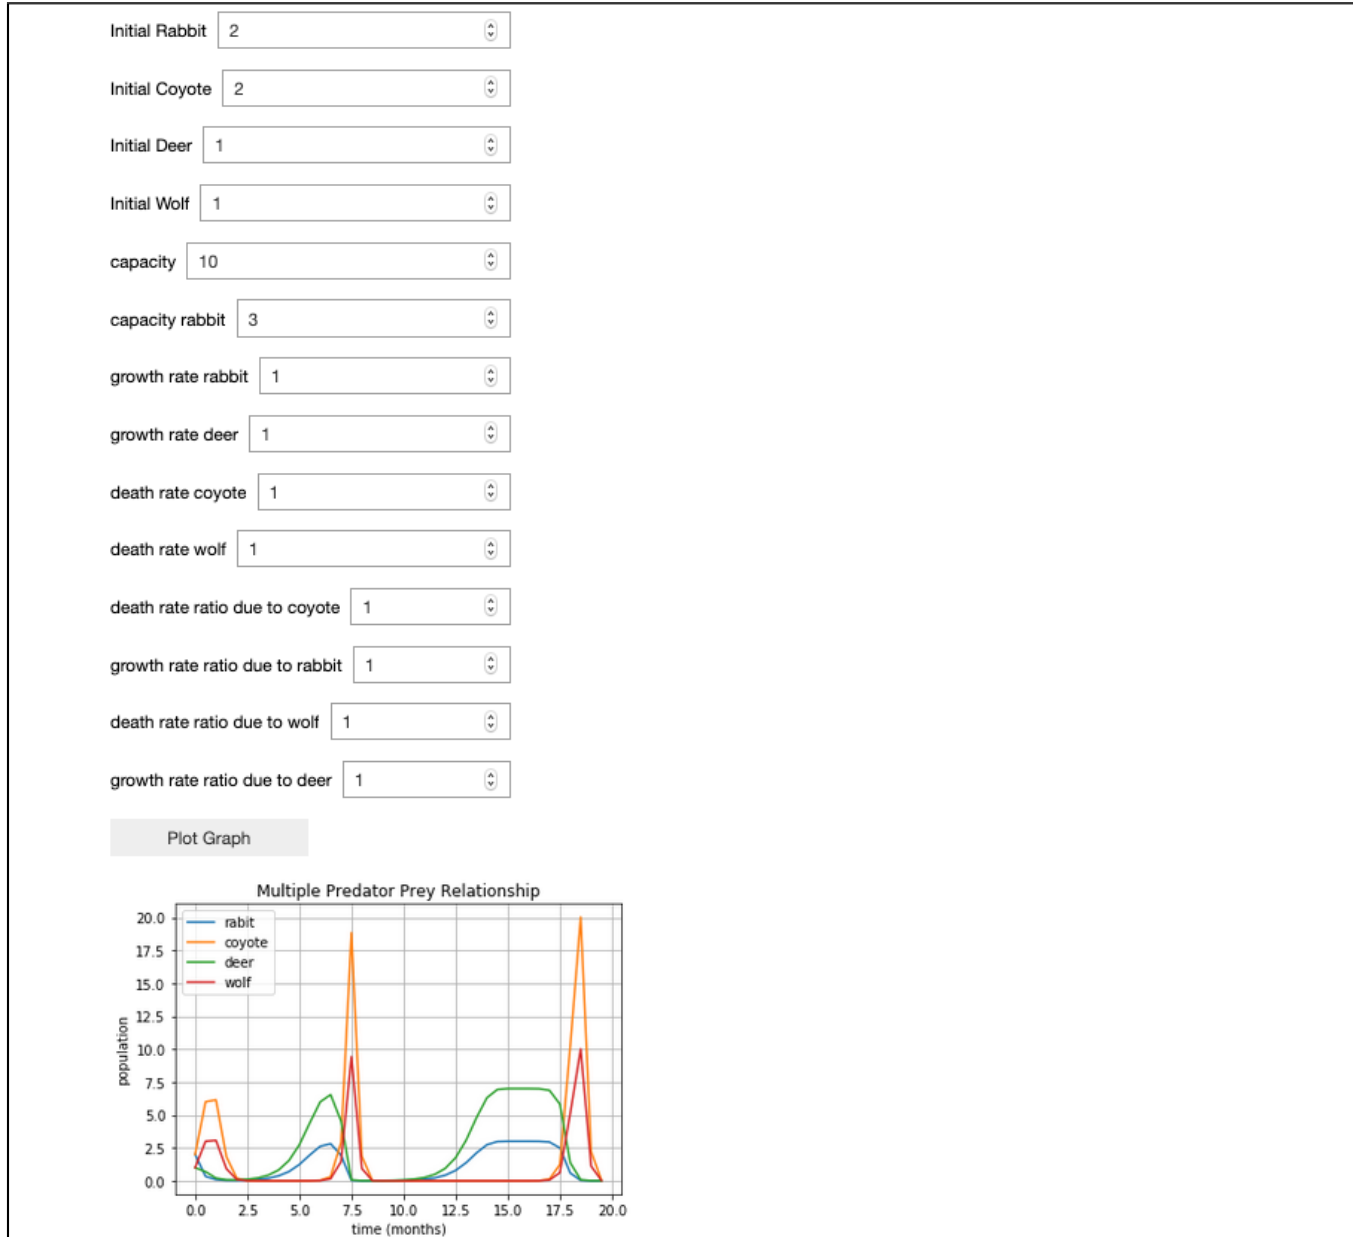 Initial Rabbit 2
Initial Coyote 2
Initial Deer 1
Initial Wolf 1
capacity 10
capacity rabbit 3
growth rate rabbit 1
growth rate deer 1
death rate coyote 1
death rate wolf 1
death rate ratio due to coyote 1
growth rate ratio due to rabbit 1
death rate ratio due to wolf 1
growth rate ratio due to deer 1
Plot Graph
Multiple Predator Prey Relationship
rabit
coyote
deer
wolf
population
20.0
17.5
15.0
12.5
10.0
7.5
5.0
2.5
0.0
0.0 2.5 5.0 7.5 10.0 12.5 15.0 17.5 20.0
time (months)